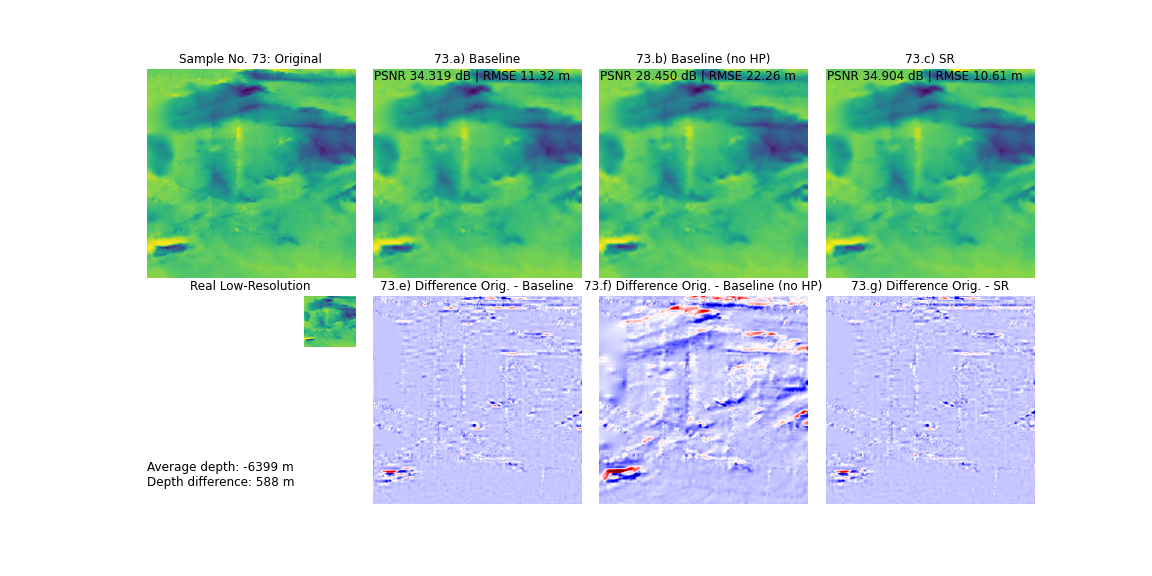 Sample No. 73: Original
73.a) Baseline
73.b) Baseline (no HP)
73.c) SR
PSNR 34.319 dB | RMSE 11.32 m
PSNR 28.450 dB | RMSE 22.26 m
PSNR 34.904 dB | RMSE 10.61 m
Real Low-Resolution
73.e) Difference Orig. - Baseline
73.f) Difference Orig. - Baseline (no HP)
73.g) Difference Orig. - SR
Average depth: -6399 m
Depth difference: 588 m